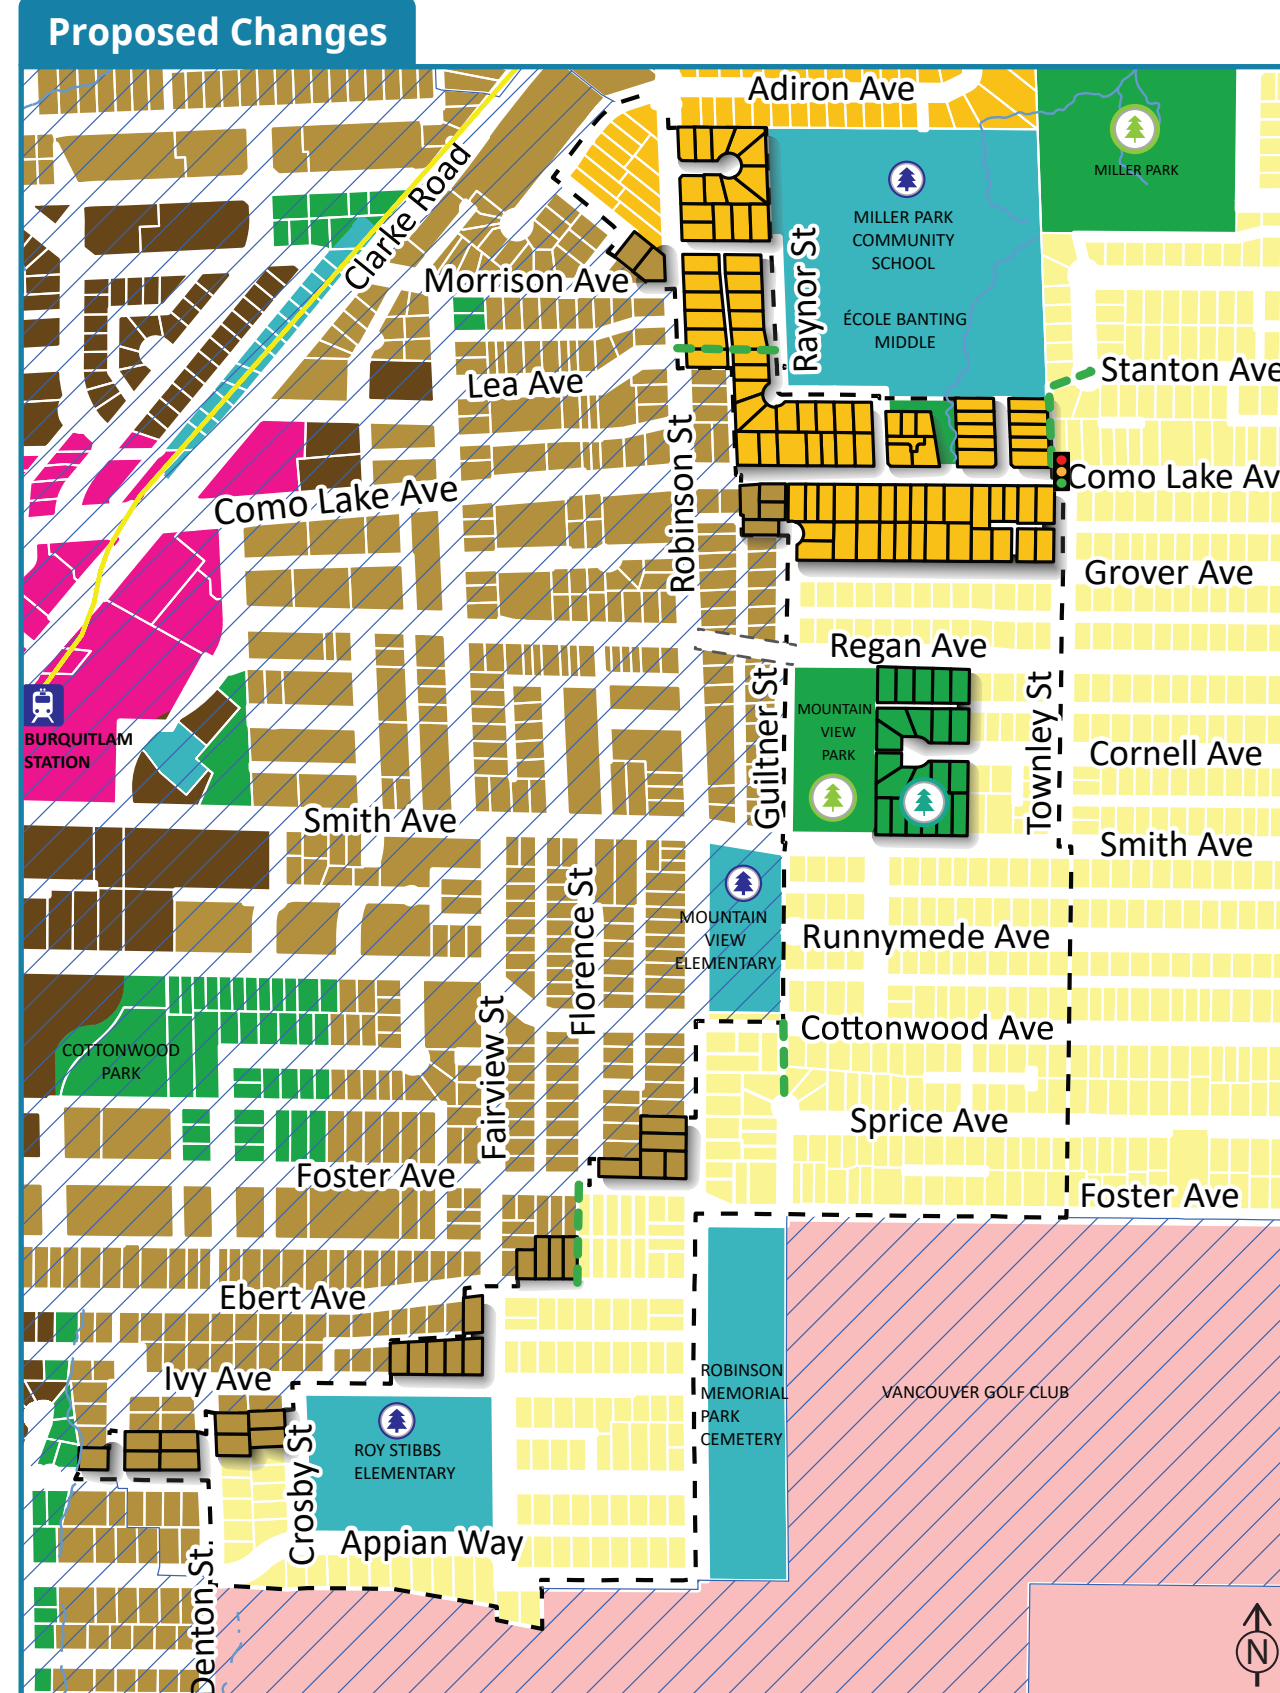 Proposed Changes
Adiron Ave
MILLER PARK
Clarke Road
MILLER PARK
COMMUNITY
SCHOOL
Raynor St
Morrison Ave
ÉCOLE BANTING
MIDDLE
Lea Ave
Stanton Ave
Robinson St
Como Lake Ave
Como Lake Av
Grover Ave
Regan Ave
Guiltner St
Townley St
MOUNTAIN
VIEW
PARK
BURQUITLAM
STATION
Cornell Ave
Smith Ave
Smith Ave
Florence St
MOUNTAIN
VIEW
ELEMENTARY
Runnymede Ave
Fairview St
Cottonwood Ave
COTTONWOOD
PARK
Sprice Ave
Foster Ave
Foster Ave
Ebert Ave
Ivy Ave
ROBINSON
MEMORIAL
PARK
CEMETERY
VANCOUVER GOLF CLUB
Crosby St
ROY STIBBS
ELEMENTARY
Appian Way
Denton St.
N